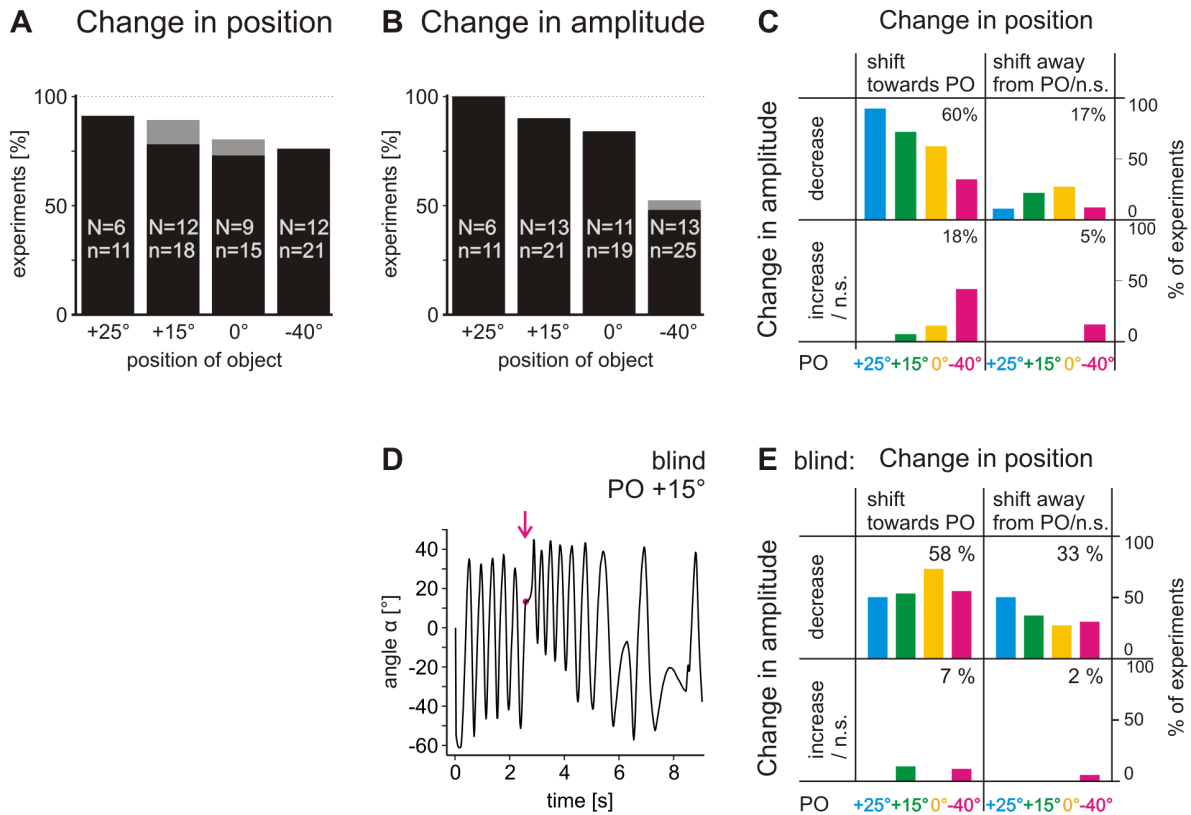 A Change in position
100
50
0
experiments [%]
N=6 N=12 N=9 N=12
n=11 n=18 n=15 n=21
+25° +15° 0° -40°
position of object
B Change in amplitude
100
50
0
experiments [%]
N=6 N=13 N=11 N=13
n=11 n=21 n=19 n=25
+25° +15° 0° -40°
position of object
C Change in position
shift shift away
towards PO from PO/n.s.
Change in amplitude
decrease
60% 17%
100
50
0
increase
/ n.s.
18% 5%
100
50
0
% of experiments
PO +25° +15° 0° -40° +25° +15° 0° -40°
D blind
PO +15°
40
20
0
-20
-40
-60
angle α [°]
0 2 4 6 8
time [s]
E blind: Change in position
shift shift away
towards PO from PO/n.s.
Change in amplitude
decrease
58 % 33 %
100
50
0
increase
/ n.s.
7 % 2 %
100
50
0
% of experiments
PO +25° +15° 0° -40° +25° +15° 0° -40°